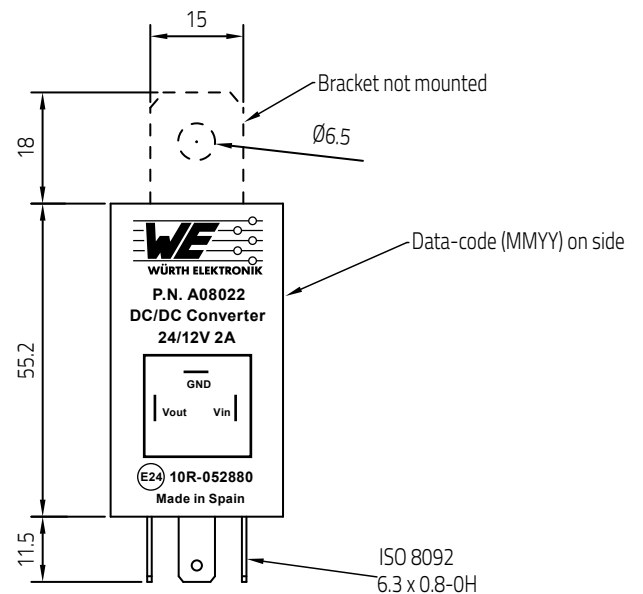 15
Bracket not mounted
Ø6.5
18
Data-code (MMYY) on side
WE
WÜRTH ELEKTRONIK
P.N. A08022
DC/DC Converter
24/12V 2A
55.2
GND
Vout Vin
E24 10R-052880
Made in Spain
11.5
ISO 8092
6.3 x 0.8-0H